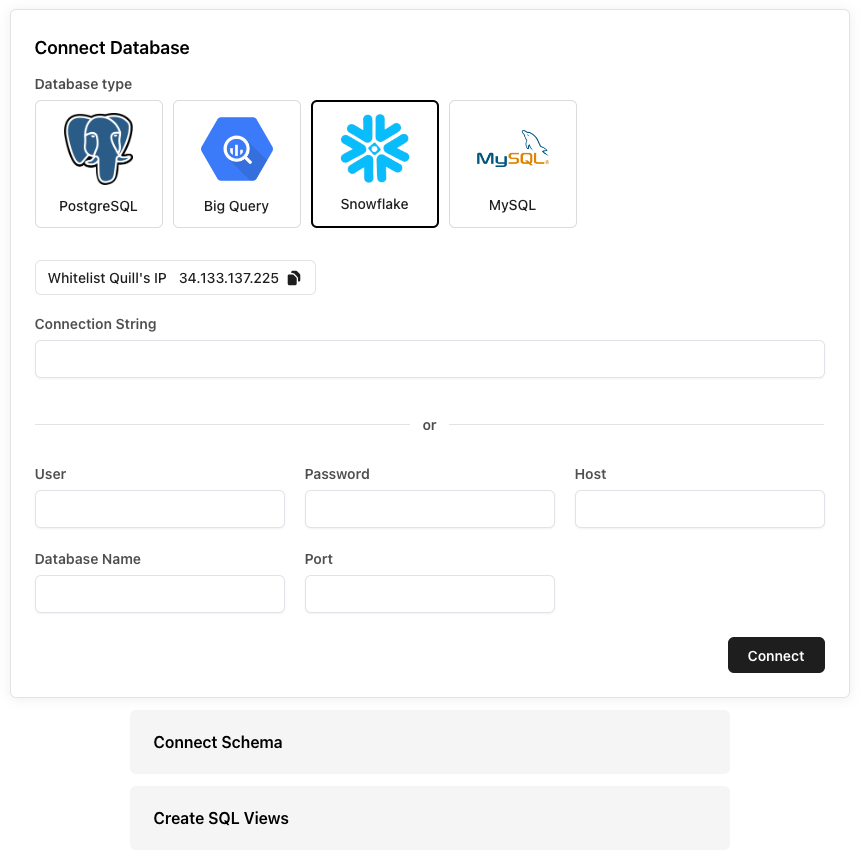 Connect Database
Database type
MySQL
PostgreSQL
Big Query
Snowflake
MySQL
Whitelist Quill's IP 34.133.137.225
Connection String
or
User
Password
Host
Database Name
Port
Connect
Connect Schema
Create SQL Views